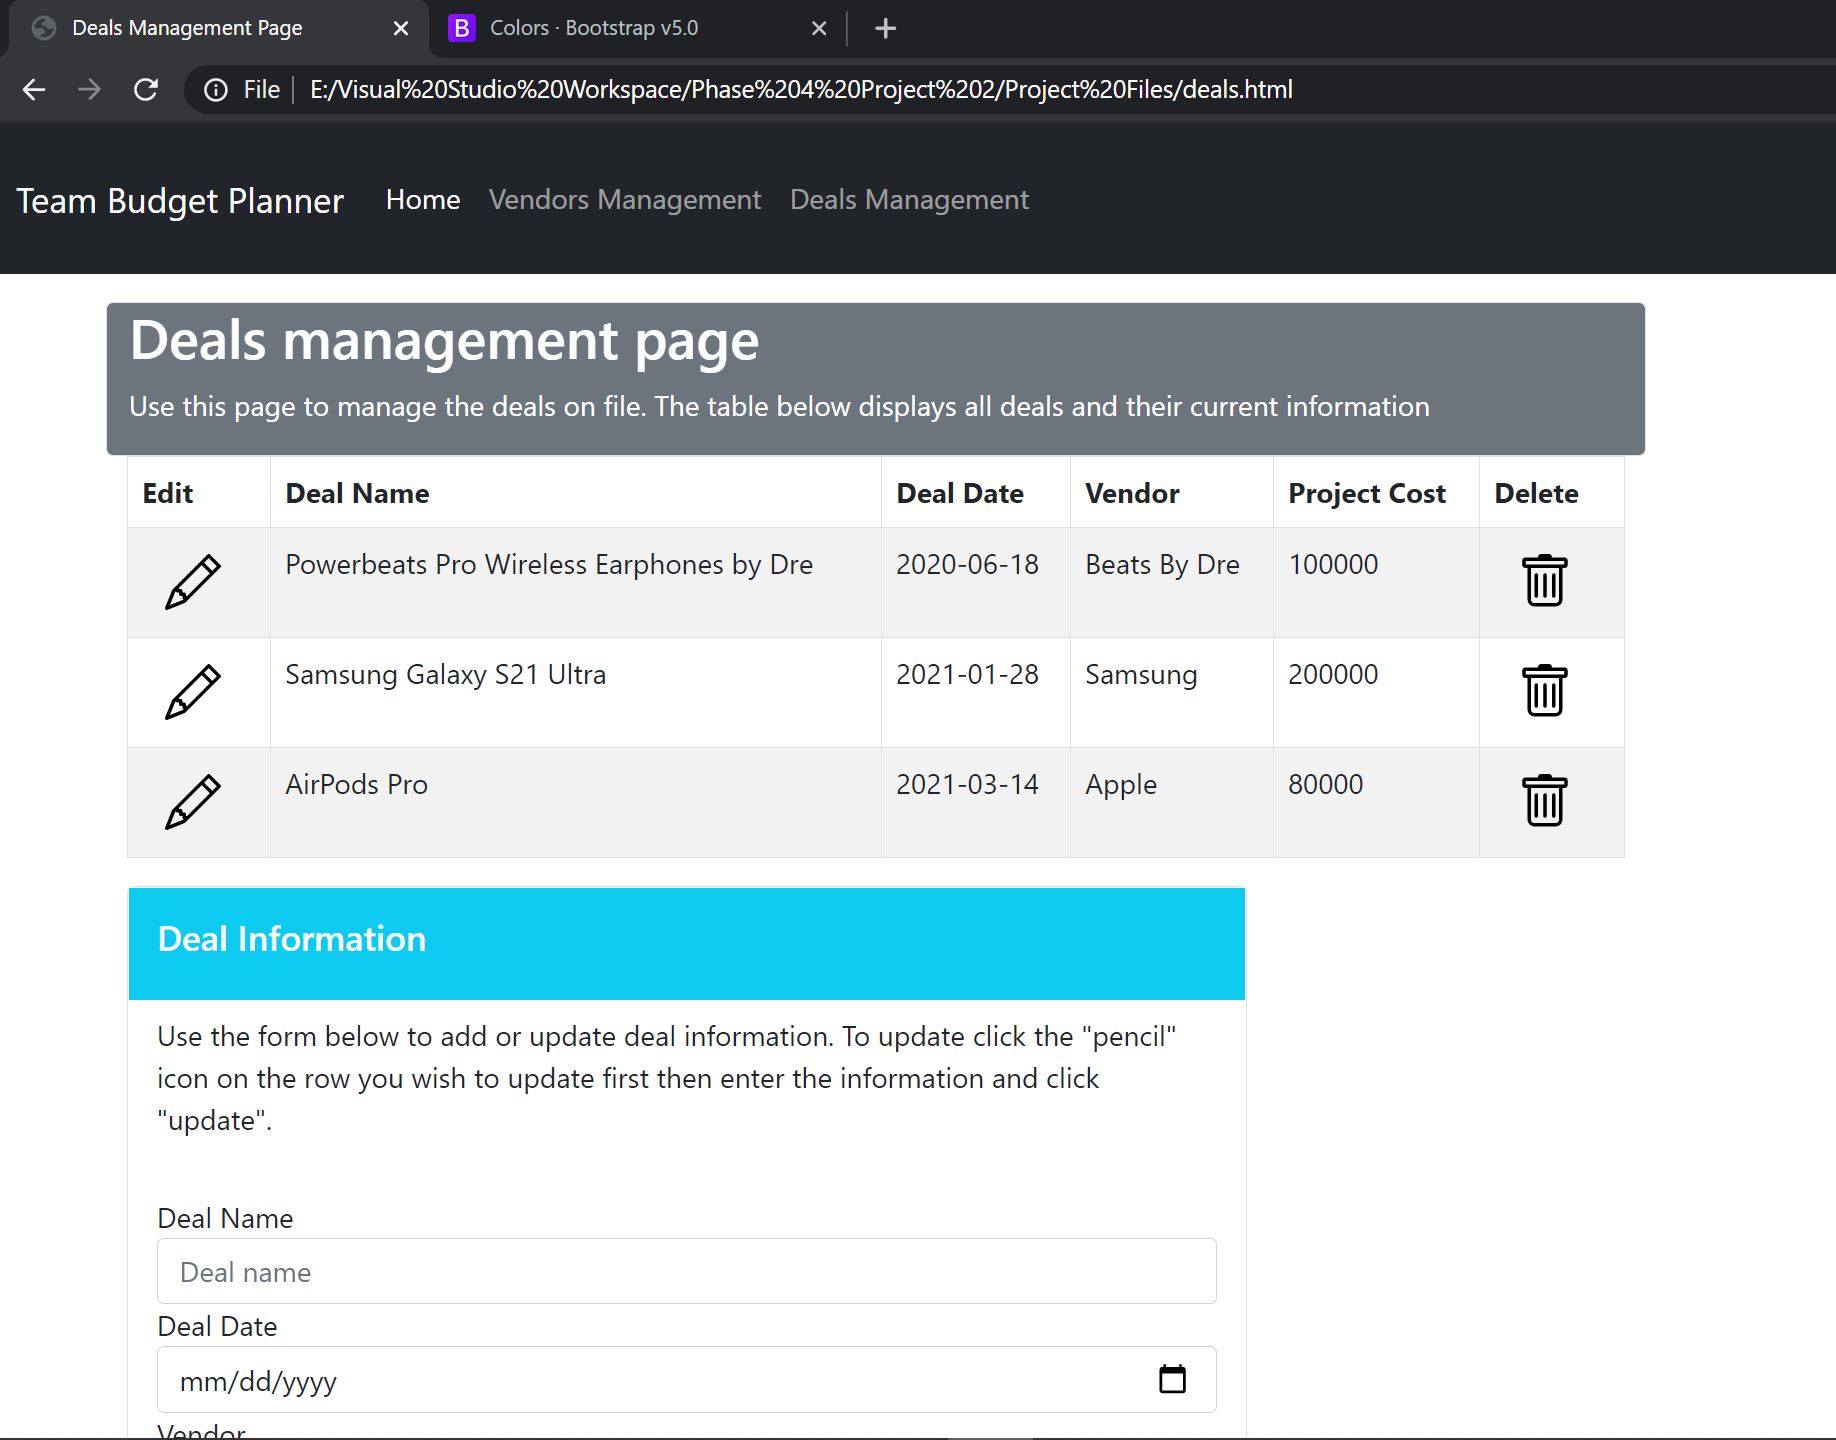 Deals Management Page
B Colors · Bootstrap v5.0
File E:/Visual%20Studio%20Workspace/Phase%204%20Project%202/Project%20Files/deals.html
Team Budget Planner Home Vendors Management Deals Management
Deals management page
Use this page to manage the deals on file. The table below displays all deals and their current information
Edit Deal Name Deal Date Vendor Project Cost Delete
Powerbeats Pro Wireless Earphones by Dre 2020-06-18 Beats By Dre 100000
Samsung Galaxy S21 Ultra 2021-01-28 Samsung 200000
AirPods Pro 2021-03-14 Apple 80000
Deal Information
Use the form below to add or update deal information. To update click the "pencil"
icon on the row you wish to update first then enter the information and click
"update".
Deal Name
Deal name
Deal Date
mm/dd/yyyy
Vendor